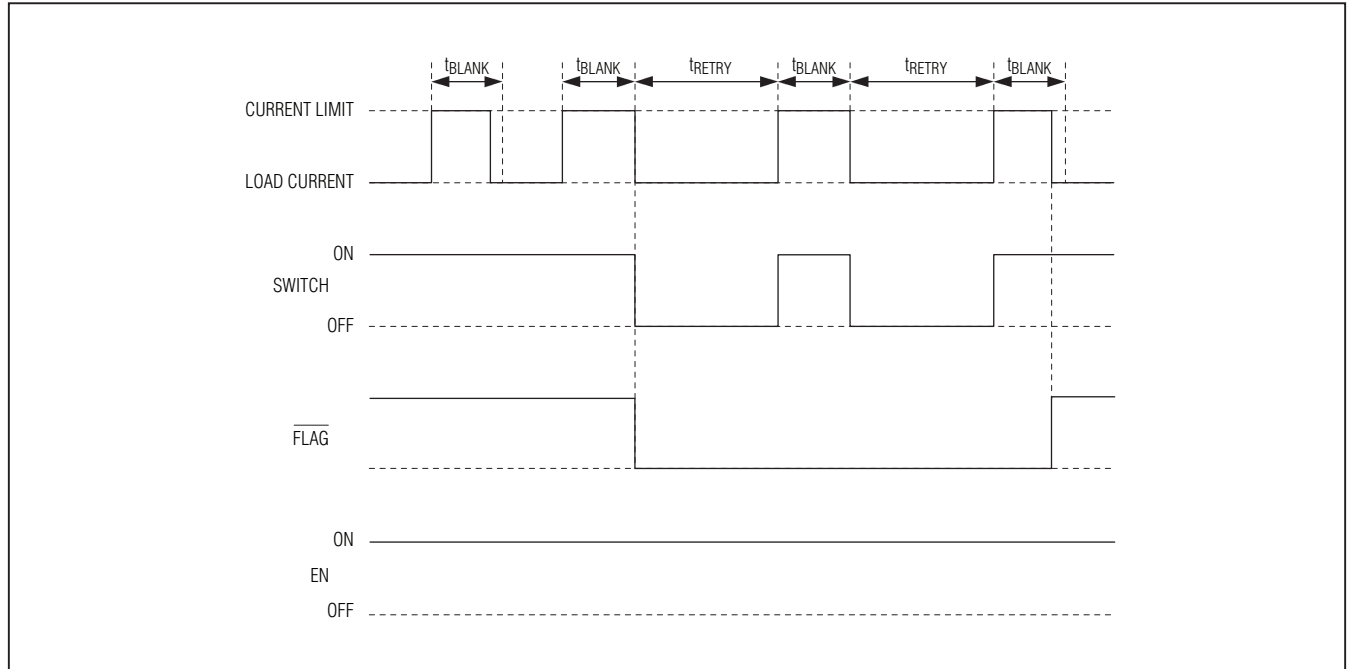 tBLANK tBLANK tRETRY tBLANK tRETRY tBLANK
CURRENT LIMIT
LOAD CURRENT
ON
SWITCH
OFF
FLAG
ON
EN
OFF